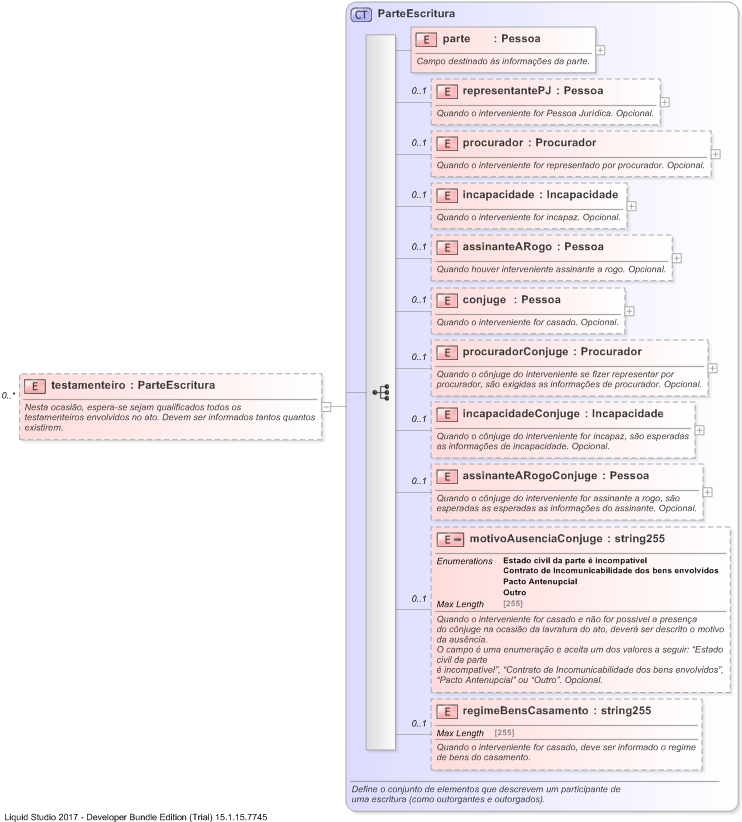 CT ParteEscritura
E parte : Pessoa
Campo destinado ás informações da parte.
0..1
E representantePJ : Pessoa
Quando o interveniente for Pessoa Jurídica. Opcional.
0..1
E procurador : Procurador
Quando o interveniente for representado por procurador. Opcional.
0..1
E incapacidade : Incapacidade
Quando o interveniente for incapaz. Opcional.
0..1
E assinanteARogo : Pessoa
Quando houver interveniente assinante a rogo. Opcional.
0..1
E conjuge : Pessoa
Quando o interveniente for casado. Opcional.
0..1
E procuradorConjuge : Procurador
Quando o cônjuge do interveniente se fizer representar por
procurador, são exigidas as informações de procurador. Opcional.
0..*
E testamenteiro : ParteEscritura
Nesta ocasião, espera-se sejam qualificados todos os
testamenteiros envolvidos no ato. Devem ser informados tantos quantos
existirem.
0..1
E incapacidadeConjuge : Incapacidade
Quando o cônjuge do interveniente for incapaz, são esperadas
as informações de incapacidade. Opcional.
0..1
E assinanteARogoConjuge : Pessoa
Quando o cônjuge do interveniente for assinante a rogo, são
esperadas as esperadas as informações do assinante. Opcional.
0..1
E motivoAusenciaConjuge : string255
Enumerations Estado civil da parte é incompatível
Contrato de Incomunicabilidade dos bens envolvidos
Pacto Antenupcial
Outro
Max Length [255]
Quando o interveniente for casado e não for possivel a presença
do cônjuge na ocasião da lavratura do ato, deverá ser descrito o motivo
da ausência.
O campo é uma enumeração e aceita um dos valores a seguir: “Estado
civil da parte
é incompatível”, “Contrato de Incomunicabilidade dos bens envolvidos”,
“Pacto Antenupcial” ou “Outro”. Opcional.
0..1
E regimeBensCasamento : string255
Max Length [255]
Quando o interveniente for casado, deve ser informado o regime
de bens do casamento.
Define o conjunto de elementos que descrevem um participante de
uma escritura (como outorgantes e outorgados).
Liquid Studio 2017 - Developer Bundle Edition (Trial) 15.1.15.7745